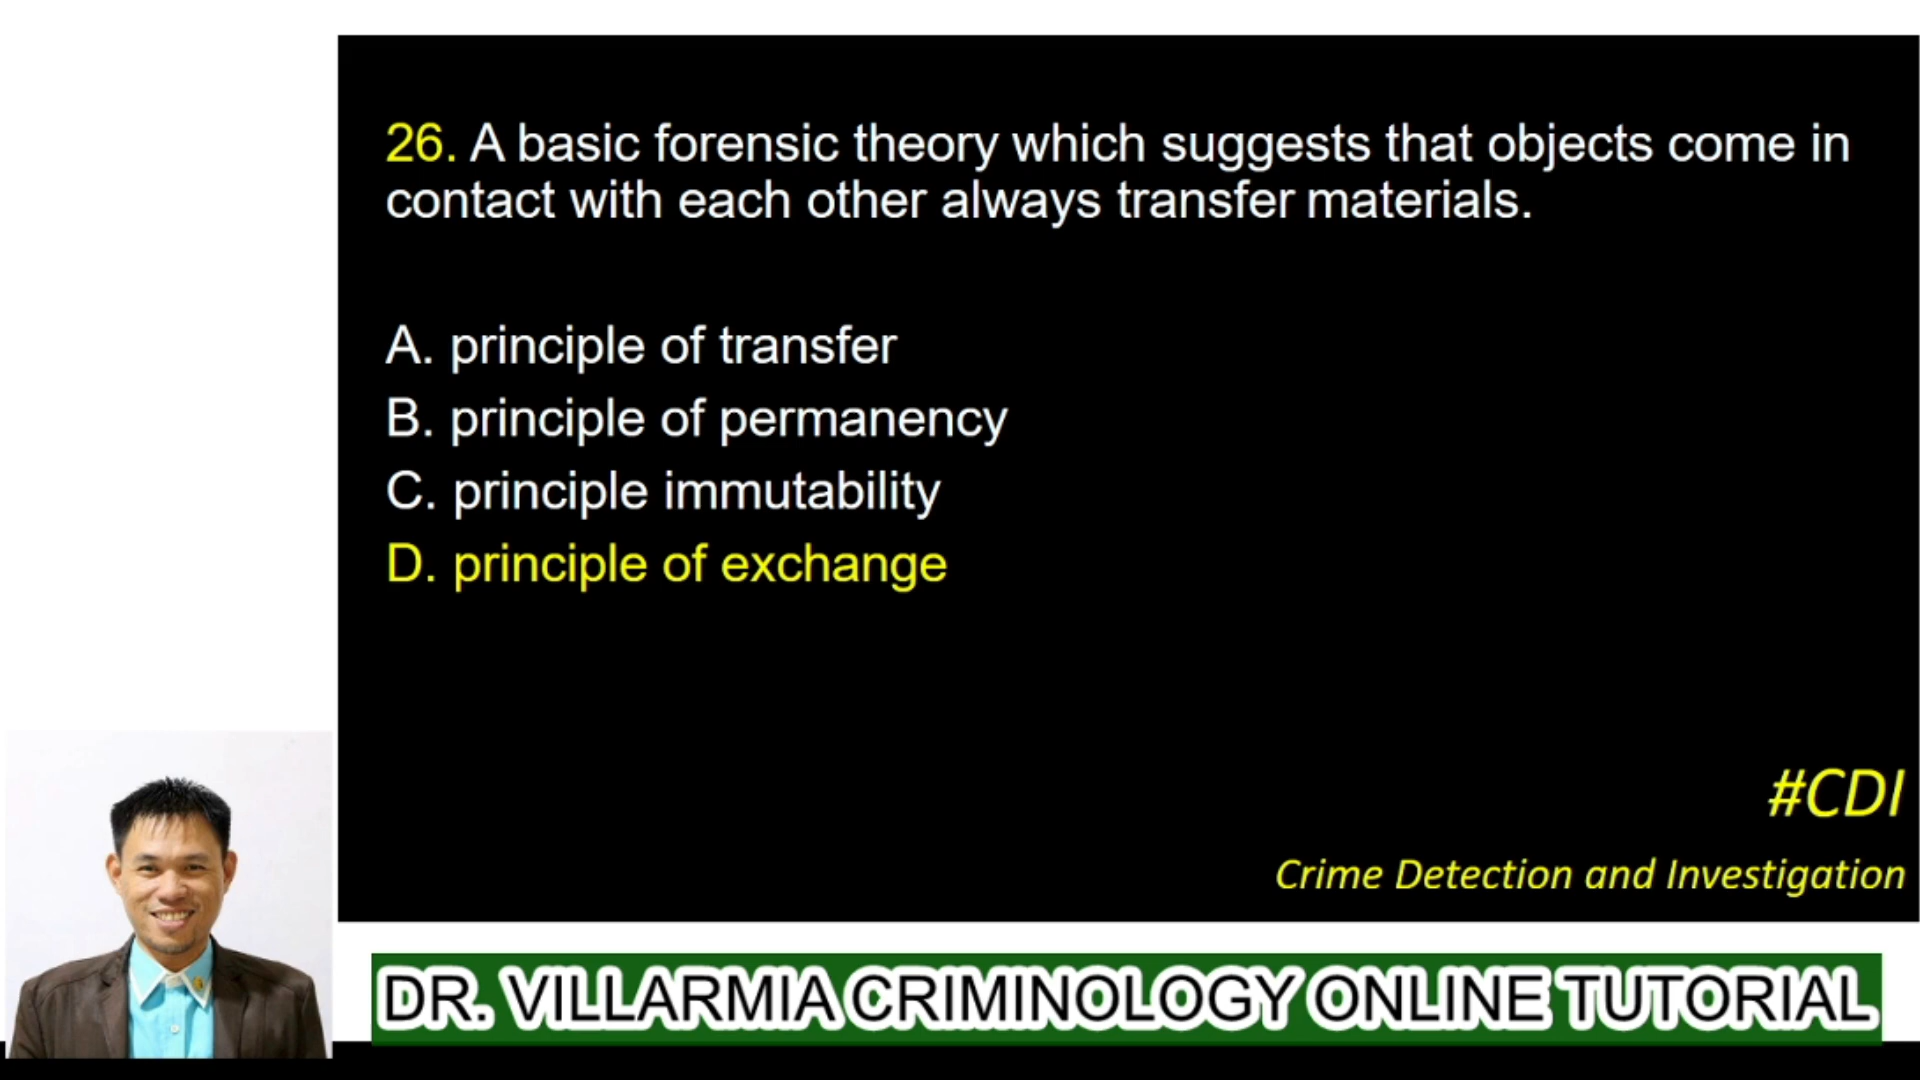 26. A basic forensic theory which suggests that objects come in
contact with each other always transfer materials.
A. principle of transfer
B. principle of permanency
C. principle immutability
D. principle of exchange
#CDI
Crime Detection and Investigation
DR. VILLARMIA CRIMINOLOGY ONLINE TUTORIAL